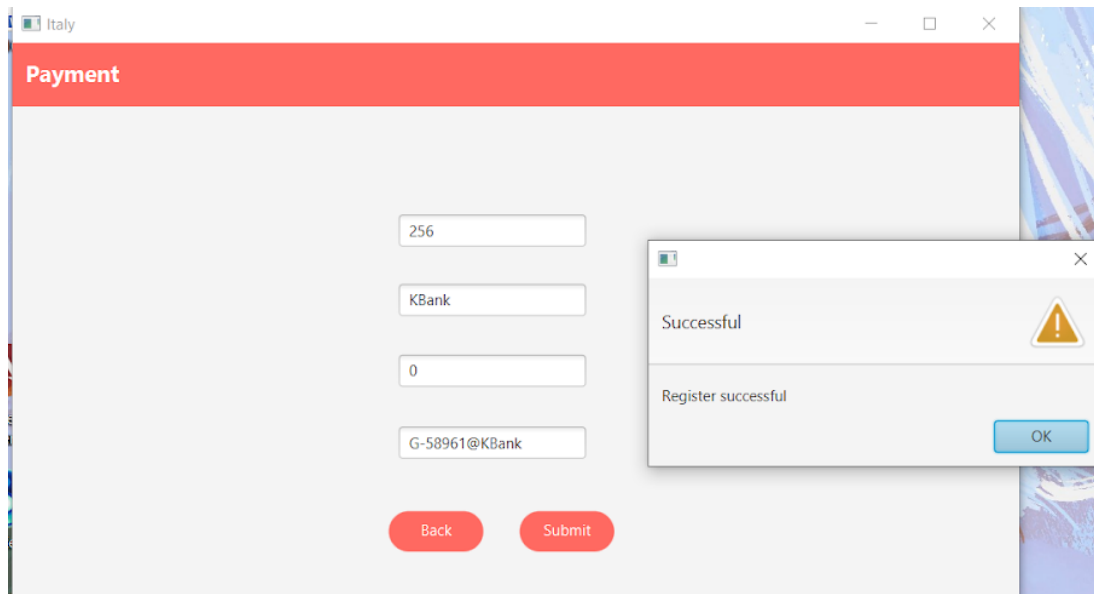 Italy
Payment
256
KBank
0
G-58961@KBank
Back
Submit
Successful
Register successful
OK